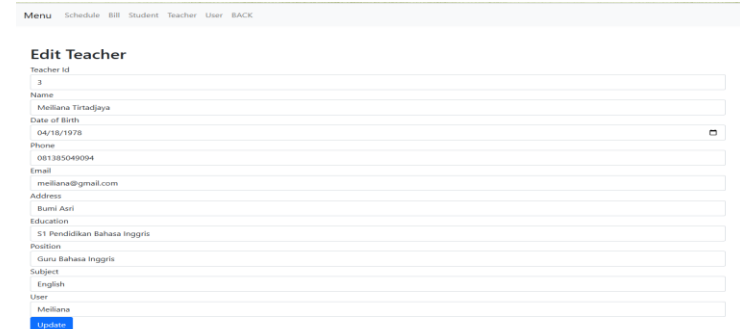 Menu Schedule Bill Student Teacher User BACK
Edit Teacher
Teacher Id
3
Name
Meiliana Tirtadjaya
Date of Birth
04/18/1978
Phone
081385049094
Email
meiliana@gmail.com
Address
Bumi Asri
Education
S1 Pendidikan Bahasa Inggris
Position
Guru Bahasa Inggris
Subject
English
User
Meiliana
Update